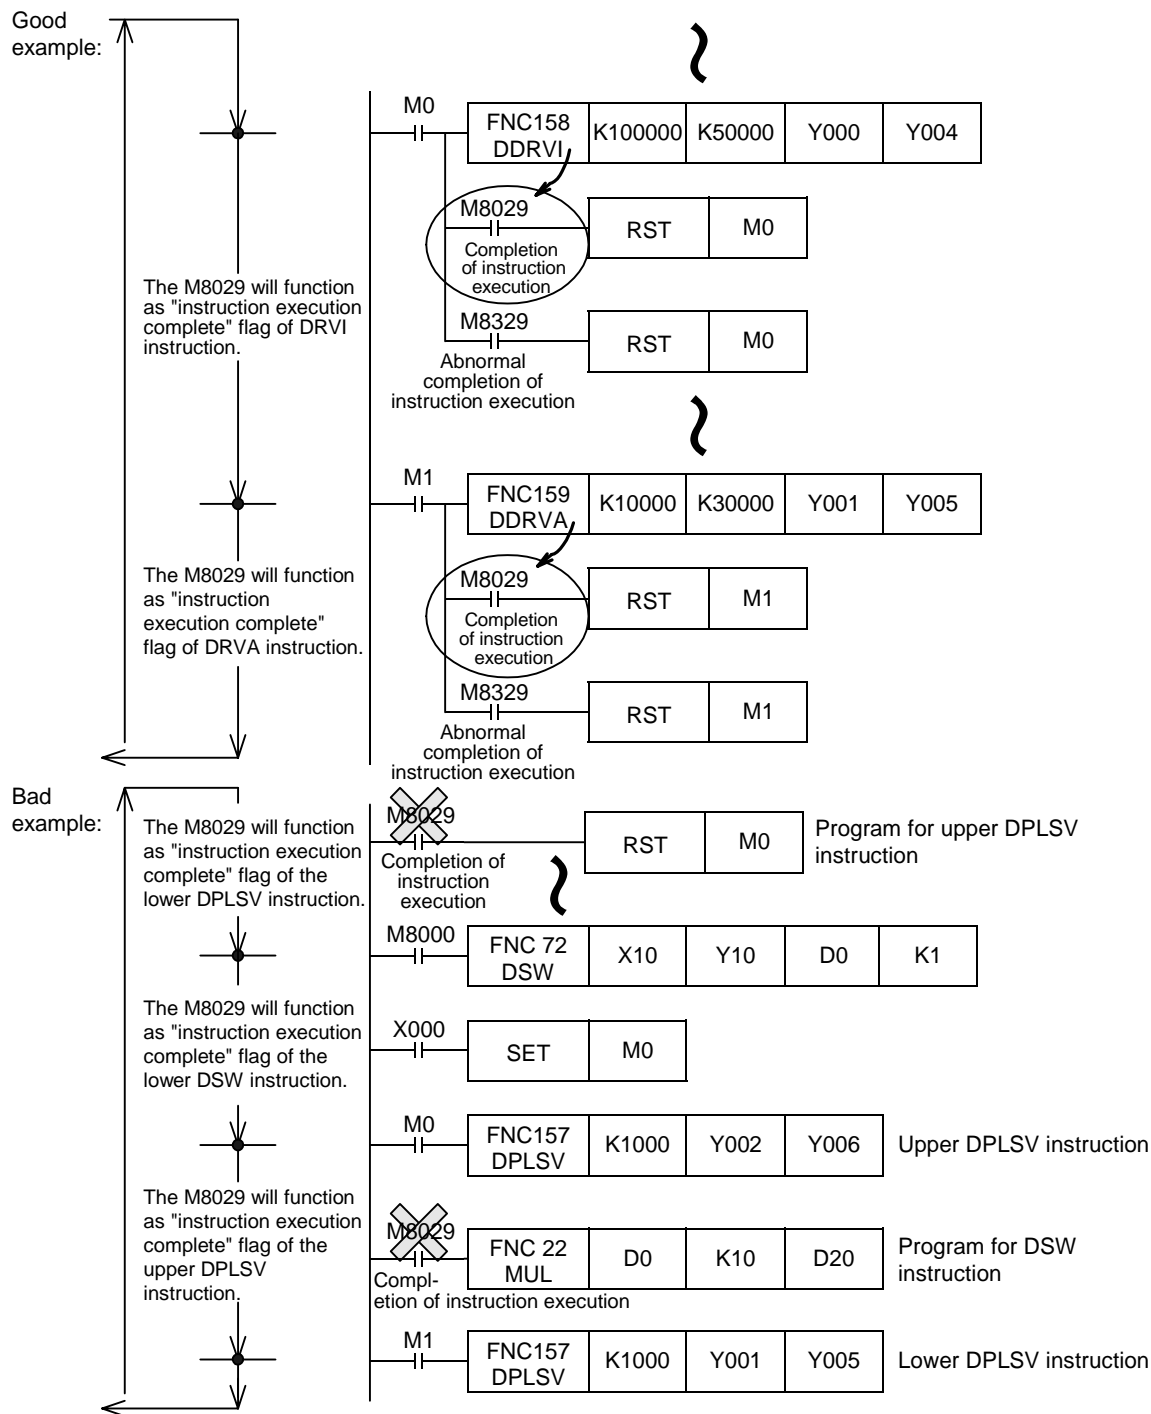 Good
example:
M0
FNC158
DDRVI
K100000
K50000
Y000
Y004
M8029
Completion
of instruction
execution
RST
M0
The M8029 will function
as "instruction execution
complete" flag of DRVI
instruction.
M8329
Abnormal
completion of
instruction execution
RST
M0
M1
FNC159
DDRVA
K10000
K30000
Y001
Y005
The M8029 will function
as "instruction
execution complete"
flag of DRVA instruction.
M8029
Completion
of instruction
execution
RST
M1
M8329
Abnormal
completion of
instruction execution
RST
M1
Bad
example:
The M8029 will function
as "instruction execution
complete" flag of the
lower DPLSV instruction.
M8029
Completion of
instruction
execution
RST
M0
Program for upper DPLSV
instruction
M8000
FNC 72
DSW
X10
Y10
D0
K1
The M8029 will function
as "instruction execution
complete" flag of the
lower DSW instruction.
X000
SET
M0
M0
FNC157
DPLSV
K1000
Y002
Y006
Upper DPLSV instruction
The M8029 will function
as "instruction execution
complete" flag of the
upper DPLSV
instruction.
M8029
Compl-
etion of instruction execution
FNC 22
MUL
D0
K10
D20
Program for DSW
instruction
M1
FNC157
DPLSV
K1000
Y001
Y005
Lower DPLSV instruction